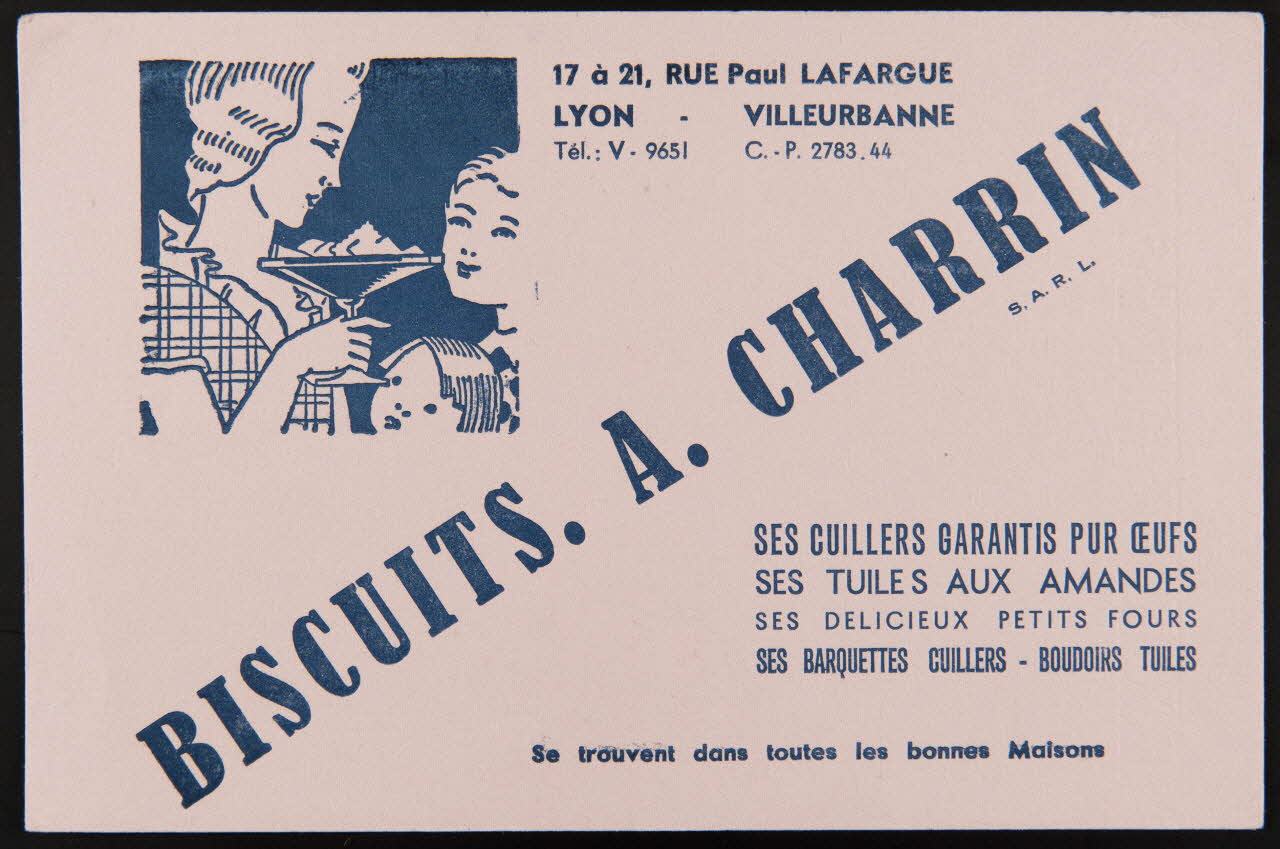 17 à 21, RUE Paul LAFARGUE
LYON - VILLEURBANNE
Tél.: V - 9651 C.-P. 2783.44
BISCUITS. A. CHARRIN
S. A. R. L.
SES CUILLERS GARANTIS PUR ŒUFS
SES TUILES AUX AMANDES
SES DELICIEUX PETITS FOURS
SES BARQUETTES CUILLERS - BOUDOIRS TUILES
Se trouvent dans toutes les bonnes Maisons